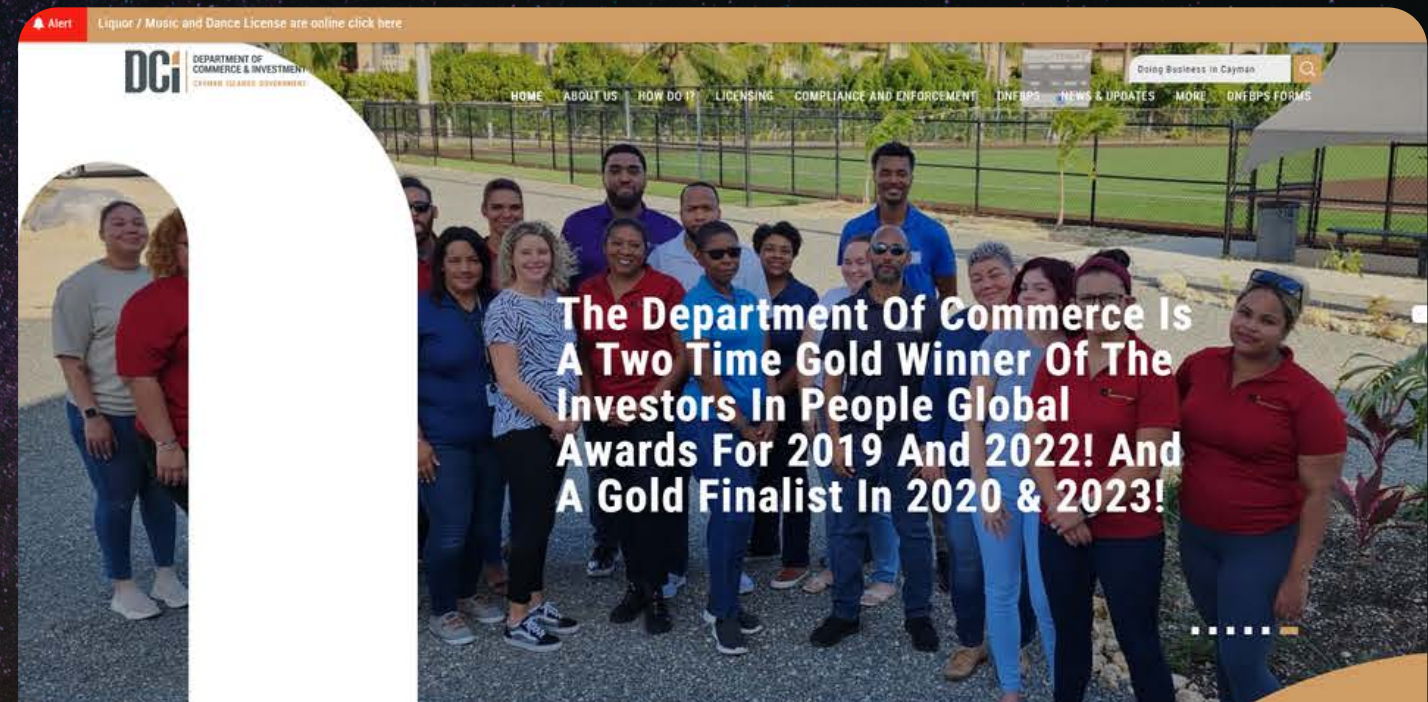 Alert
Liquor / Music and Dance License are online click here
DCi
DEPARTMENT OF
COMMERCE & INVESTMENT
CAYMAN ISLANDS GOVERNMENT
Doing Business in Cayman
HOME ABOUT US HOW DO I? LICENSING COMPLIANCE AND ENFORCEMENT DNFBPS NEWS & UPDATES MORE DNFBPS FORMS
The Department Of Commerce Is
A Two Time Gold Winner Of The
Investors In People Global
Awards For 2019 And 2022! And
A Gold Finalist In 2020 & 2023!